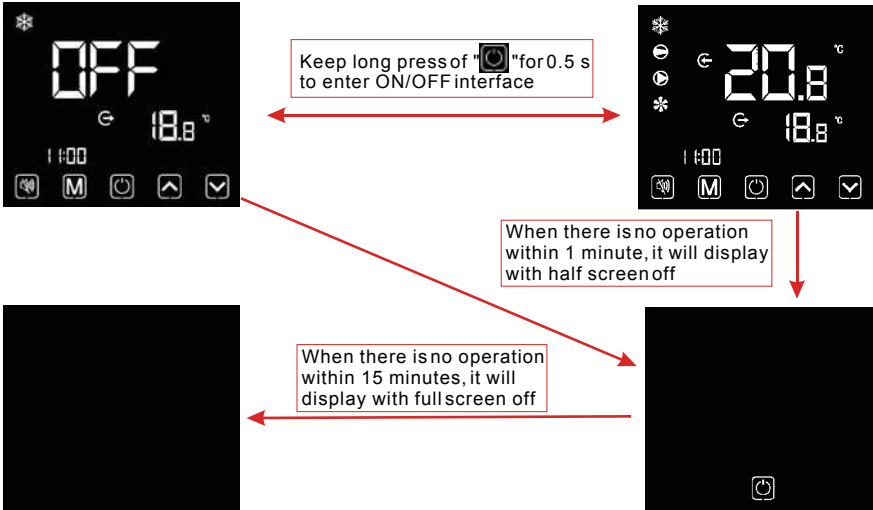 OFF
18.8 °C
11:00
M
Keep long press of " "for 0.5 s
to enter ON/OFF interface
20.8 °C
18.8 °C
11:00
M
When there is no operation
within 1 minute, it will display
with half screen off
When there is no operation
within 15 minutes, it will
display with full screen off